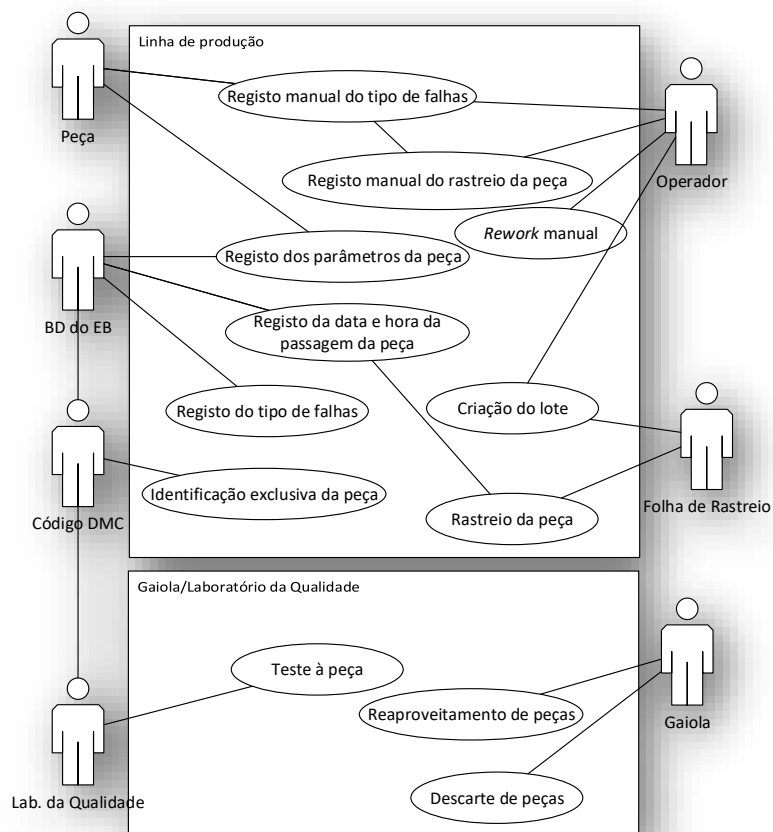 Linha de produção
Registo manual do tipo de falhas
Peça
Registo manual do rastreio da peça
Operador
Rework manual
Registo dos parâmetros da peça
BD do EB
Registo da data e hora da
passagem da peça
Registo do tipo de falhas
Criação do lote
Identificação exclusiva da peça
Código DMC
Rastreio da peça
Folha de Rastreio
Gaiola/Laboratório da Qualidade
Teste à peça
Reaproveitamento de peças
Gaiola
Lab. da Qualidade
Descarte de peças